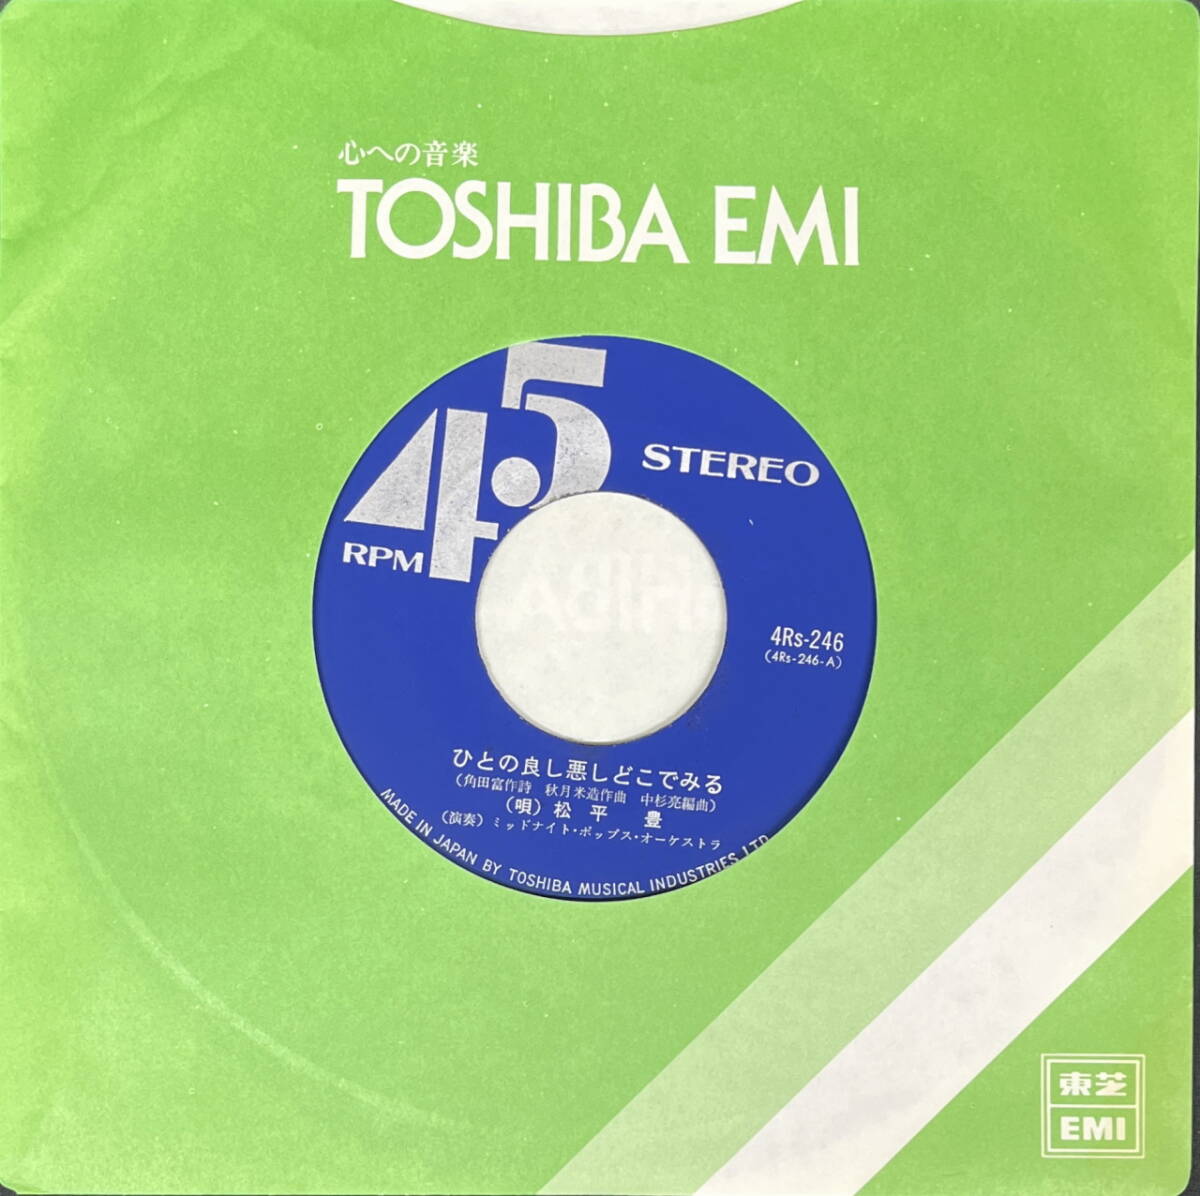 心への音楽
TOSHIBA EMI
45
RPM
STEREO
4Rs-246
(4Rs-246-A)
ひとの良し悪しどこでみる
(角田富作詩 秋月米造作曲 中杉亮編曲)
(唄) 松平 豊
(演奏) ミッドナイト・ポップス・オーケストラ
MADE IN JAPAN BY TOSHIBA MUSICAL INDUSTRIES LTD.
東芝
EMI